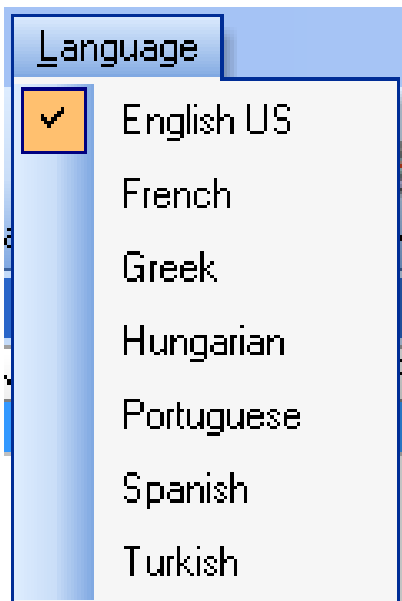 Language
English US
French
Greek
Hungarian
Portuguese
Spanish
Turkish